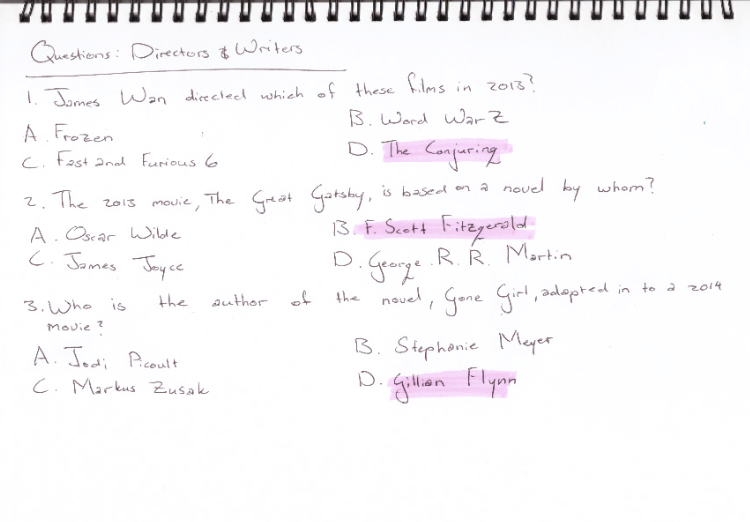 Questions: Directors & Writers
1. James Wan directed which of these films in 2013?
A. Frozen
B. Word War Z
C. Fast and Furious 6
D. The Conjuring
2. The 2013 movie, The Great Gatsby, is based on a novel by whom?
A. Oscar Wilde
B. F. Scott Fitzgerald
C. James Joyce
D. George R. R. Martin
3. Who is the author of the novel, Gone Girl, adapted in to a 2014
movie?
A. Jodi Picoult
B. Stephanie Meyer
C. Markus Zusak
D. Gillian Flynn